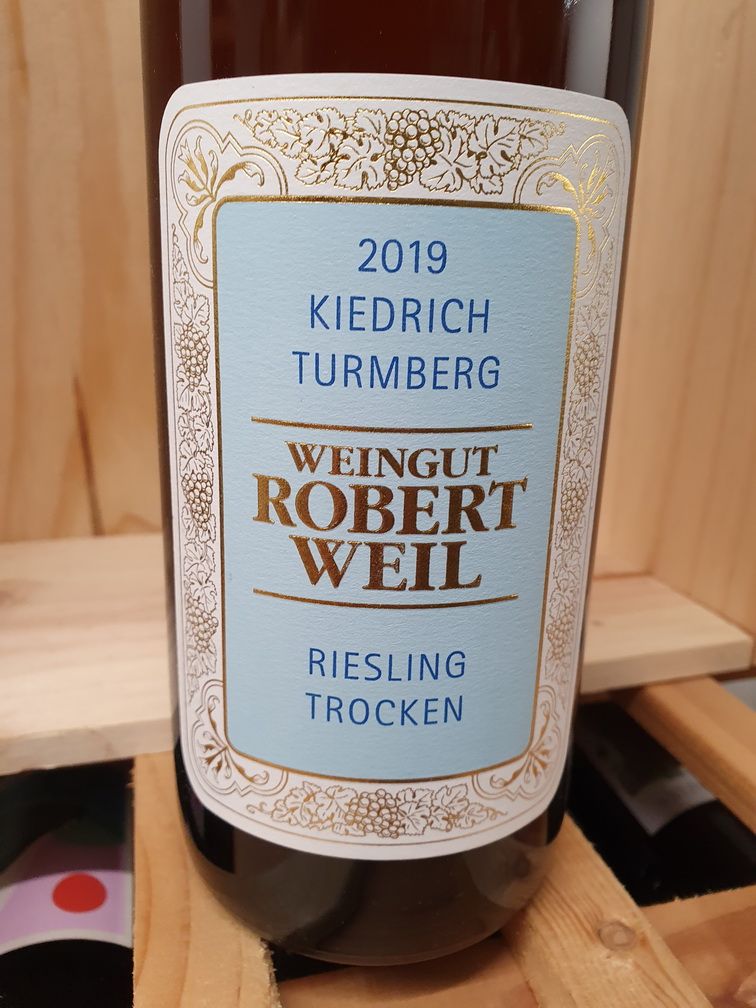 2019
KIEDRICH
TURMBERG
WEINGUT
ROBERT
WEIL
RIESLING
TROCKEN